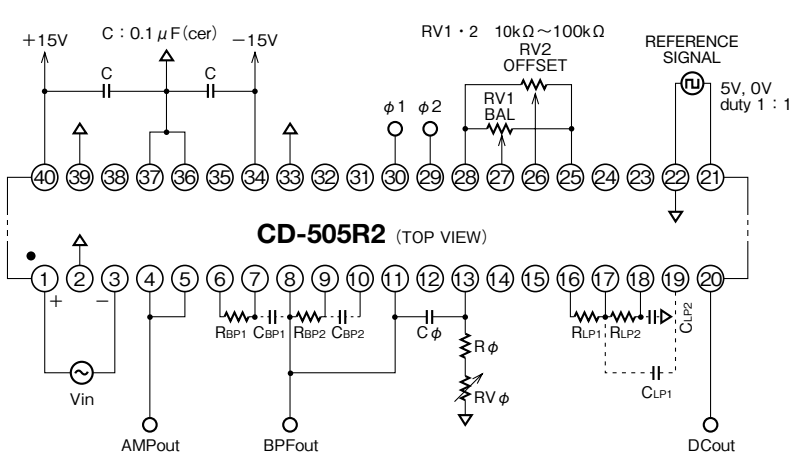 C：0.1μF(cer)
+15V
−15V
C
C
RV1・2　10kΩ～100kΩ
RV2
OFFSET
RV1
BAL
φ1
φ2
REFERENCE
SIGNAL
5V, 0V
duty 1：1
40 39 38 37 36 35 34 33 32 31 30 29 28 27 26 25 24 23 22 21
CD-505R2 (TOP VIEW)
1 2 3 4 5 6 7 8 9 10 11 12 13 14 15 16 17 18 19 20
+
−
Vin
RBP1
CBP1
RBP2
CBP2
Cφ
Rφ
RVφ
RLP1
RLP2
CLP2
CLP1
AMPout
BPFout
DCout